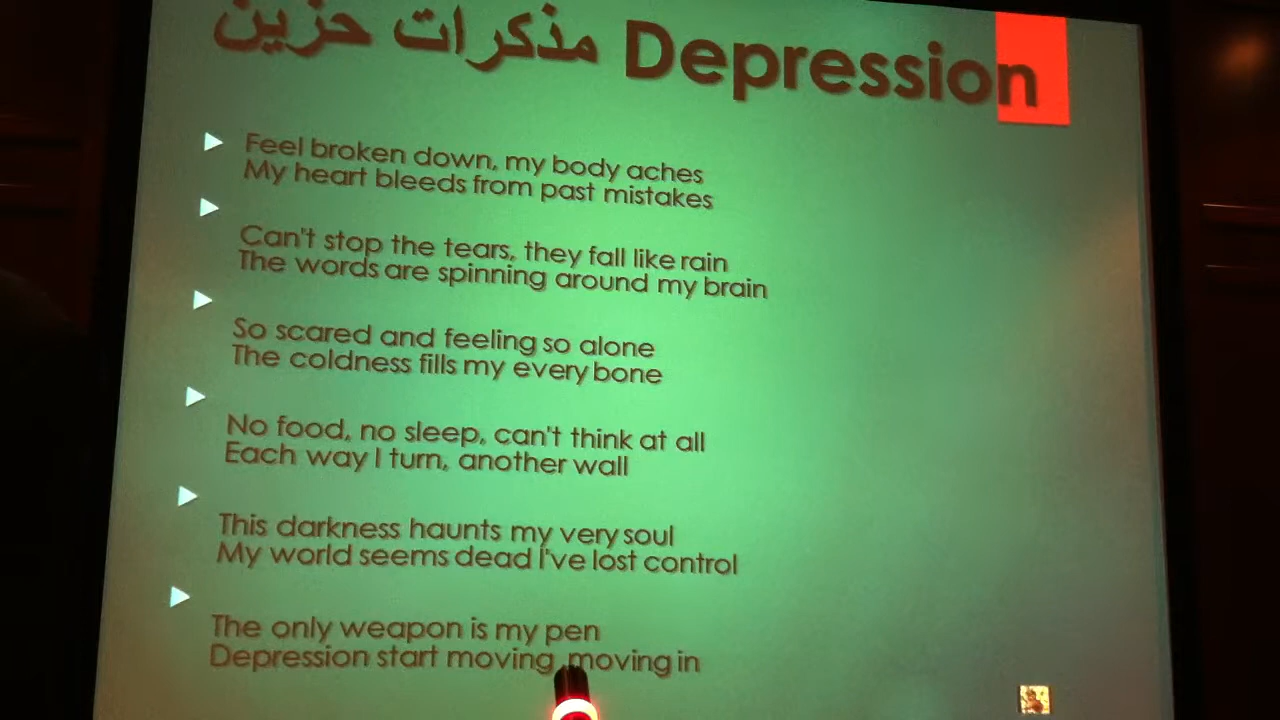 Depression مذكرات حزين
Feel broken down, my body aches
My heart bleeds from past mistakes
Can't stop the tears, they fall like rain
The words are spinning around my brain
So scared and feeling so alone
The coldness fills my every bone
No food, no sleep, can't think at all
Each way I turn, another wall
This darkness haunts my very soul
My world seems dead I've lost control
The only weapon is my pen
Depression start moving ,moving in